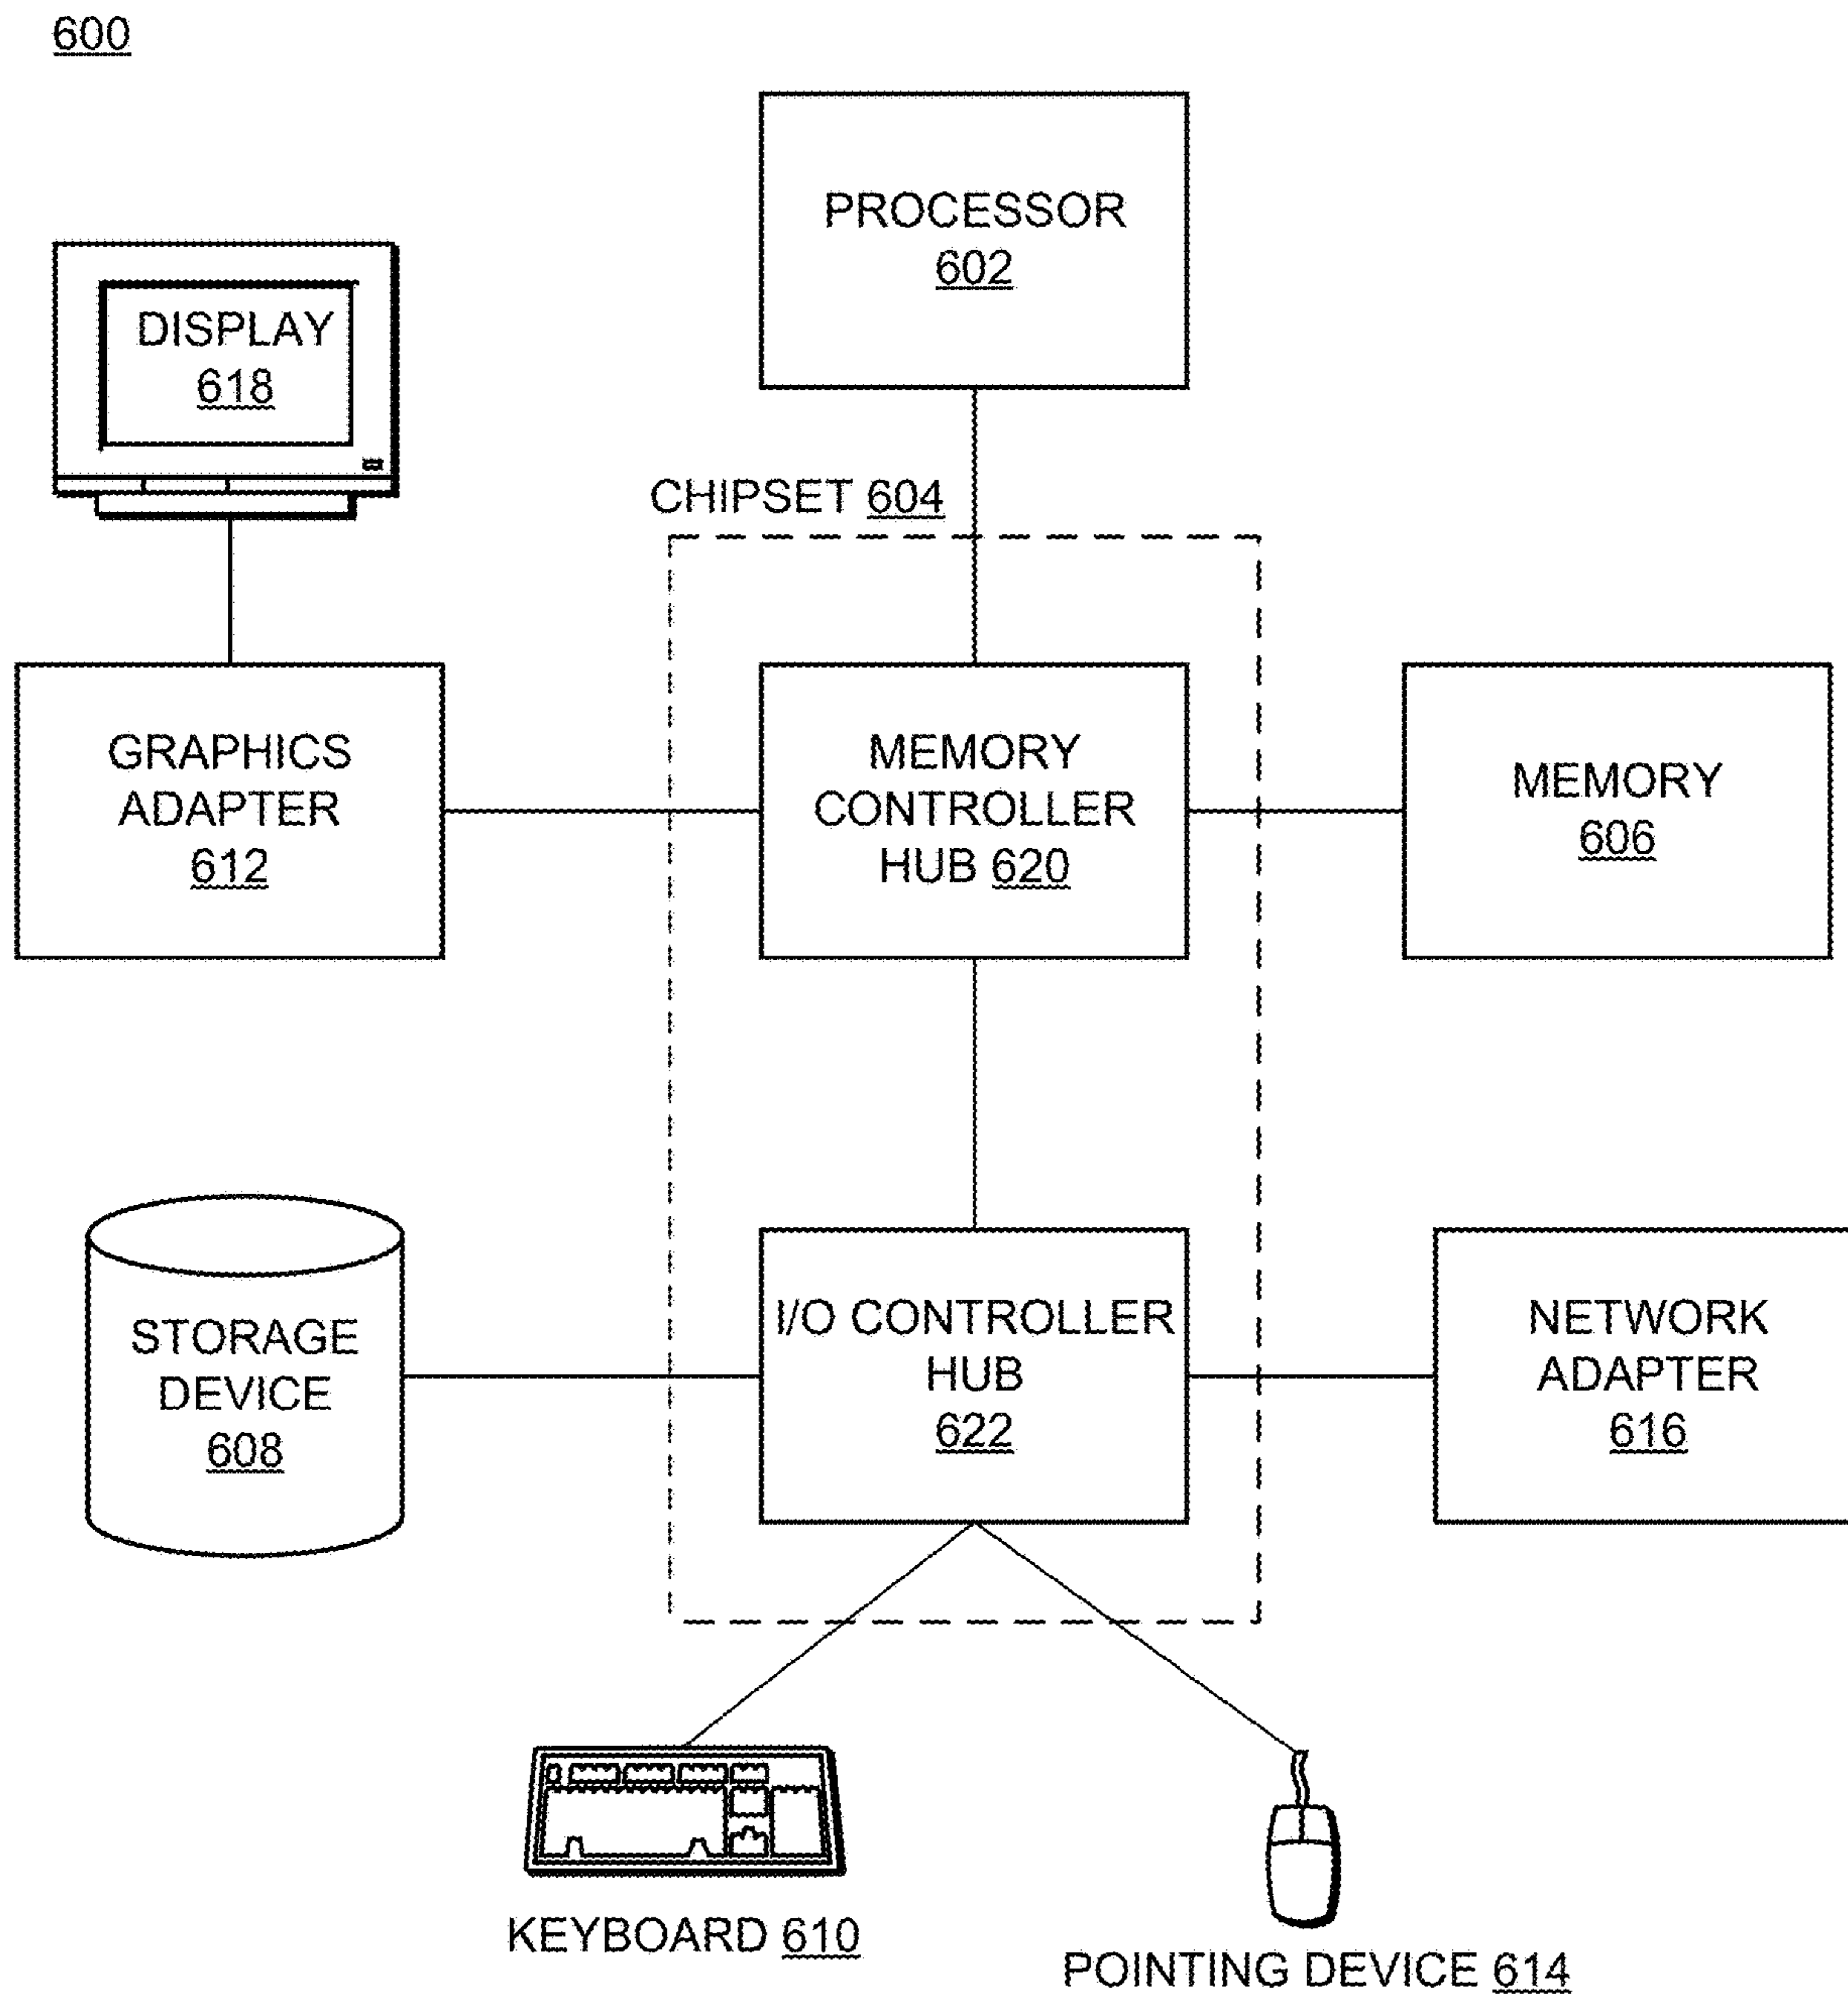 600
PROCESSOR
602
DISPLAY
618
CHIPSET 604
GRAPHICS
ADAPTER
612
MEMORY
CONTROLLER
HUB 620
MEMORY
606
STORAGE
DEVICE
608
I/O CONTROLLER
HUB
622
NETWORK
ADAPTER
616
KEYBOARD 610
POINTING DEVICE 614